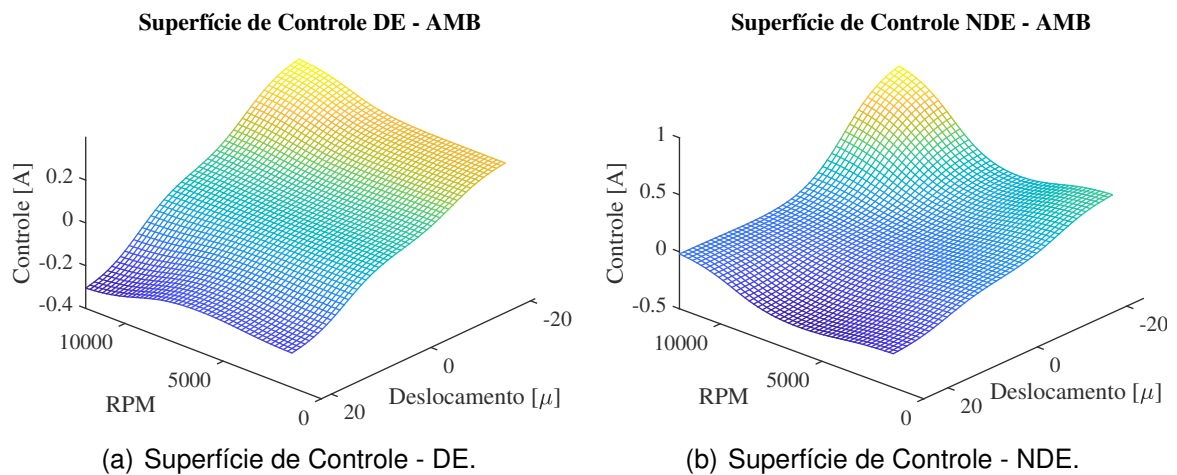 Superfície de Controle DE - AMB
Controle [A]
0.2
0
-0.2
-0.4
10000
5000
0
RPM
-20
0
20
Deslocamento [μ]
(a) Superfície de Controle - DE.
Superfície de Controle NDE - AMB
Controle [A]
1
0.5
0
-0.5
10000
5000
0
RPM
-20
0
20
Deslocamento [μ]
(b) Superfície de Controle - NDE.